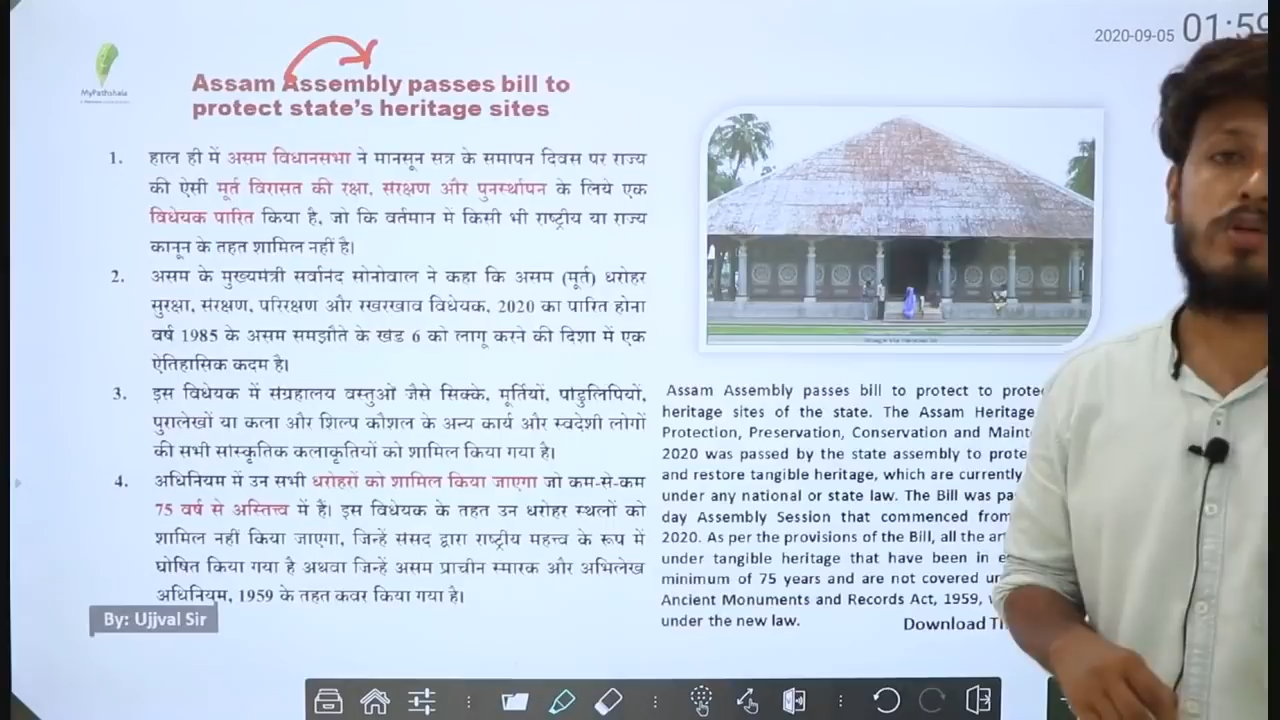 2020-09-05 01:59
MyPathshala
Assam Assembly passes bill to
protect state's heritage sites
1. हाल ही में असम विधानसभा ने मानसून सत्र के समापन दिवस पर राज्य
की ऐसी मूर्त विरासत की रक्षा, संरक्षण और पुनर्स्थापन के लिये एक
विधेयक पारित किया है, जो कि वर्तमान में किसी भी राष्ट्रीय या राज्य
कानून के तहत शामिल नहीं है।
2. असम के मुख्यमंत्री सर्बानंद सोनोवाल ने कहा कि असम (मूर्त) धरोहर
सुरक्षा, संरक्षण, परिरक्षण और रखरखाव विधेयक, 2020 का पारित होना
वर्ष 1985 के असम समझौते के खंड 6 को लागू करने की दिशा में एक
ऐतिहासिक कदम है।
3. इस विधेयक में संग्रहालय वस्तुओं जैसे सिक्के, मूर्तियों, पांडुलिपियों,
पुरालेखों या कला और शिल्प कौशल के अन्य कार्य और स्वदेशी लोगों
की सभी सांस्कृतिक कलाकृतियों को शामिल किया गया है।
4. अधिनियम में उन सभी धरोहरों को शामिल किया जाएगा जो कम-से-कम
75 वर्ष से अस्तित्त्व में हैं। इस विधेयक के तहत उन धरोहर स्थलों को
शामिल नहीं किया जाएगा, जिन्हें संसद द्वारा राष्ट्रीय महत्त्व के रूप में
घोषित किया गया है अथवा जिन्हें असम प्राचीन स्मारक और अभिलेख
अधिनियम, 1959 के तहत कवर किया गया है।
By: Ujjval Sir
Assam Assembly passes bill to protect to prote
heritage sites of the state. The Assam Heritage
Protection, Preservation, Conservation and Maint
2020 was passed by the state assembly to prote
and restore tangible heritage, which are currently
under any national or state law. The Bill was pa
day Assembly Session that commenced from
2020. As per the provisions of the Bill, all the ar
under tangible heritage that have been in e
minimum of 75 years and are not covered un
Ancient Monuments and Records Act, 1959,
under the new law.
Download